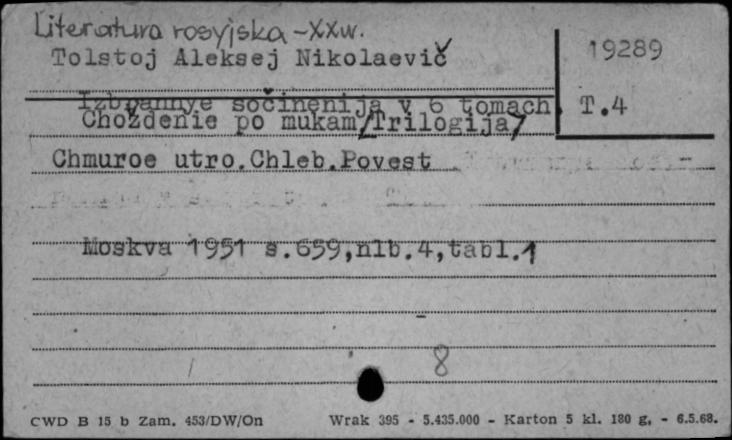 Literatura rosyjska - XXw.
Tolstoj Aleksej Nikolaevič
19289
Izbrannye sočinenija v 6 tomach. T.4
Choždenie po mukam/Trilogija/
Chmuroe utro.Chleb.Povest
Moskva 1951 s.659,nlb.4,tabl.1
8
CWD B 15 b Zam. 453/DW/On Wrak 395 - 5.435.000 - Karton 5 kl. 180 g, - 6.5.68.